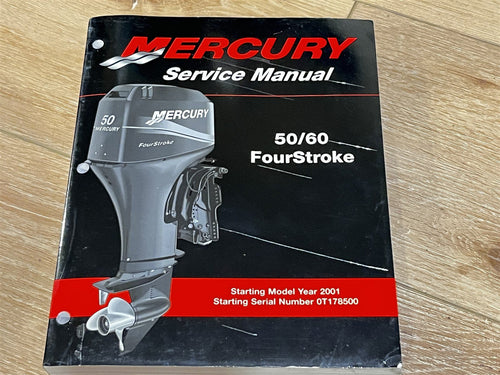 MERCURY
Service Manual
50/60
FourStroke
50
MERCURY
MERCURY
FourStroke
Starting Model Year 2001
Starting Serial Number 0T178500